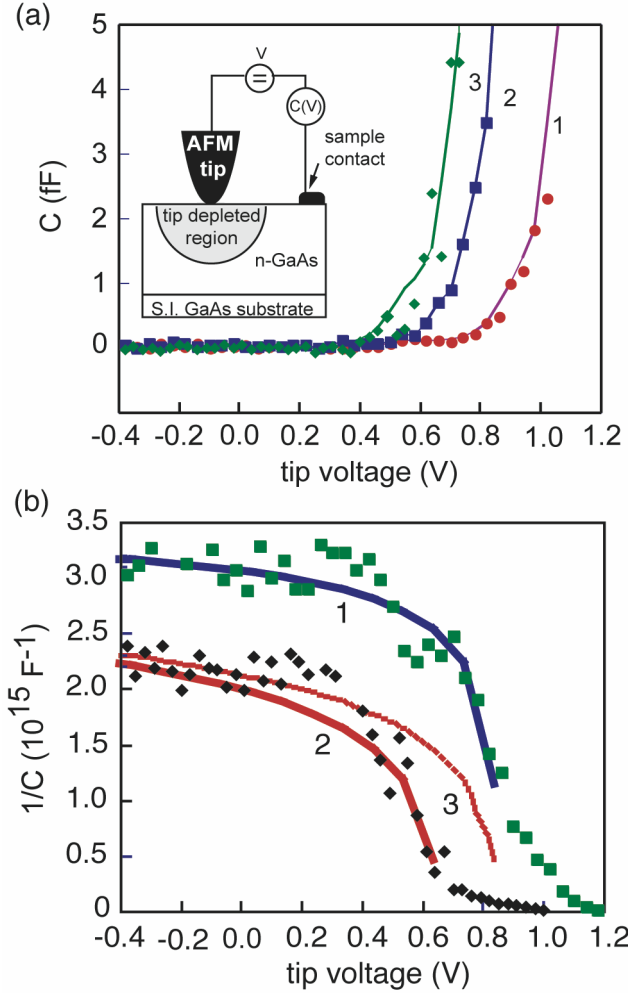 (a)
5
4
3
2
1
0
C (fF)
V
=
C(V)
AFM
tip
sample
contact
tip depleted
region
n-GaAs
S.I. GaAs substrate
3
2
1
-0.4 -0.2 0.0 0.2 0.4 0.6 0.8 1.0 1.2
tip voltage (V)
(b)
3.5
3.0
2.5
2.0
1.5
1.0
0.5
0
1/C (10¹⁵ F⁻¹)
1
2
3
-0.4 -0.2 0.0 0.2 0.4 0.6 0.8 1.0 1.2
tip voltage (V)